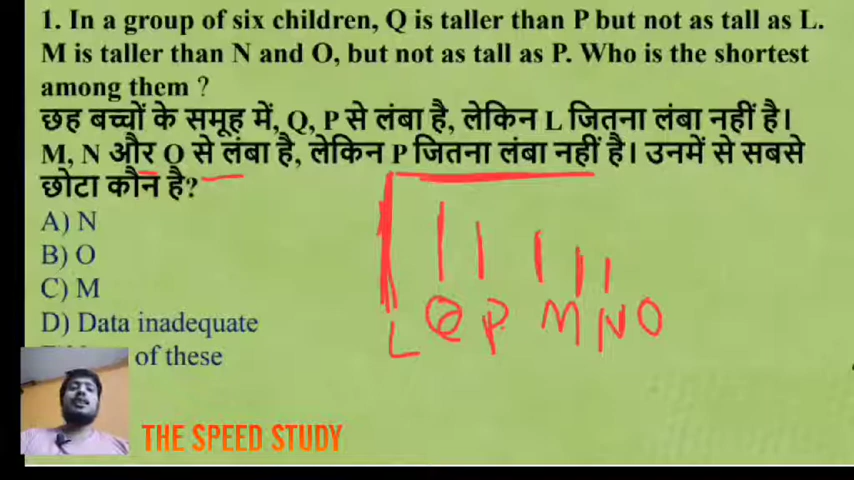 1. In a group of six children, Q is taller than P but not as tall as L.
M is taller than N and O, but not as tall as P. Who is the shortest
among them ?
छह बच्चों के समूह में, Q, P से लंबा है, लेकिन L जितना लंबा नहीं है।
M, N और O से लंबा है, लेकिन P जितना लंबा नहीं है। उनमें से सबसे
छोटा कौन है?
A) N
B) O
C) M
D) Data inadequate
of these
L Q P M N O
THE SPEED STUDY